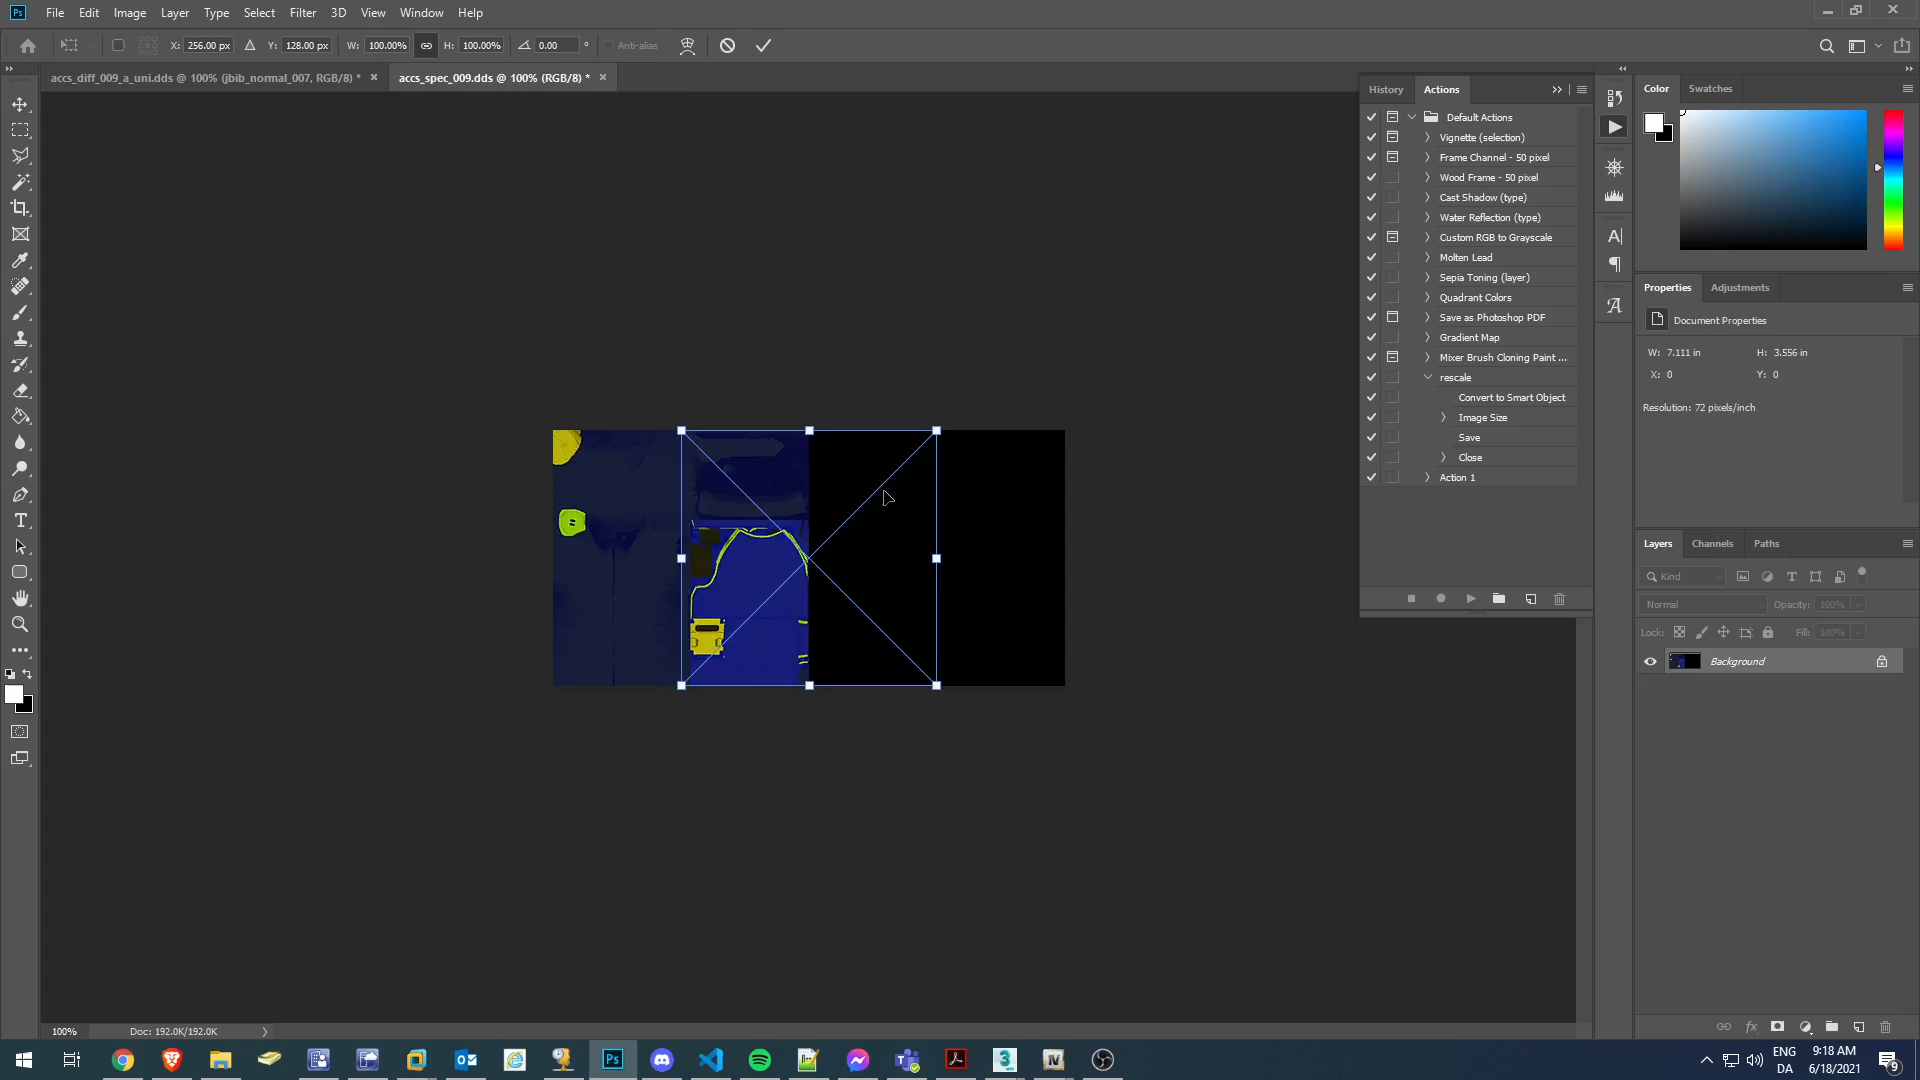 Ps File Edit Image Layer Type Select Filter 3D View Window Help
X: 256.00 px Y: 128.00 px W: 100.00% H: 100.00% 0.00 ° Anti-alias
accs_diff_009_a_uni.dds @ 100% (jbib_normal_007, RGB/8) * × accs_spec_009.dds @ 100% (RGB/8) * ×
History Actions
Default Actions
Vignette (selection)
Frame Channel - 50 pixel
Wood Frame - 50 pixel
Cast Shadow (type)
Water Reflection (type)
Custom RGB to Grayscale
Molten Lead
Sepia Toning (layer)
Quadrant Colors
Save as Photoshop PDF
Gradient Map
Mixer Brush Cloning Paint ...
rescale
Convert to Smart Object
Image Size
Save
Close
Action 1
Color Swatches
Properties Adjustments
Document Properties
W: 7.111 in H: 3.556 in
X: 0 Y: 0
Resolution: 72 pixels/inch
Layers Channels Paths
Kind
Normal Opacity: 100%
Lock: Fill: 100%
Background
fx
100% Doc: 192.0K/192.0K
Ps
ENG 9:18 AM
DA 6/18/2021
9